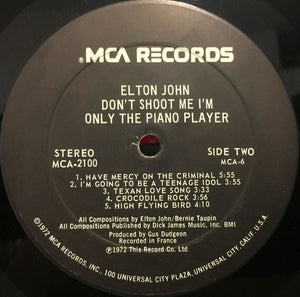 ®MCA RECORDS
ELTON JOHN
DON'T SHOOT ME I'M
ONLY THE PIANO PLAYER
STEREO
MCA-2100
SIDE TWO
MCA-6
1. HAVE MERCY ON THE CRIMINAL 5:55
2. I'M GOING TO BE A TEENAGE IDOL 3:55
3. TEXAN LOVE SONG 3:33
4. CROCODILE ROCK 3:56
5. HIGH FLYING BIRD 4:10
All Compositions by Elton John/Bernie Taupin
All Compositions Published by Dick James Music, Inc. BMI
Produced by Gus Dudgeon
Recorded in France
℗1972 This Record Co. Ltd.
©1972 MCA RECORDS, INC., 100 UNIVERSAL CITY PLAZA, UNIVERSAL CITY, CALIF. U.S.A.